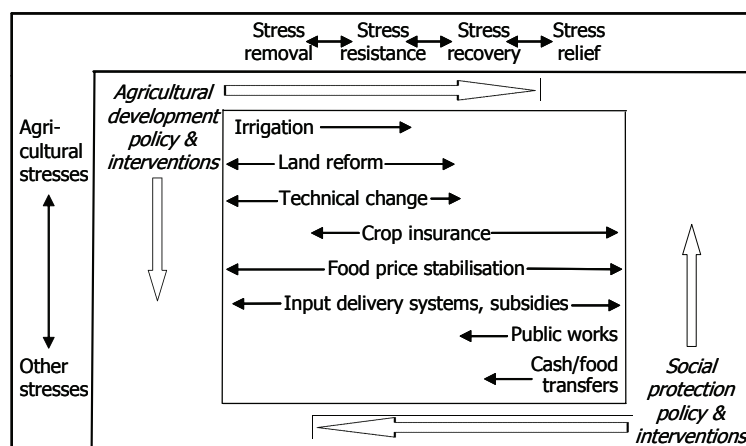 Stress Stress Stress Stress
removal resistance recovery relief
Agricultural
development
policy &
interventions
Agri-
cultural
stresses
Irrigation
Land reform
Technical change
Crop insurance
Food price stabilisation
Input delivery systems, subsidies
Public works
Cash/food
transfers
Other
stresses
Social
protection
policy &
interventions